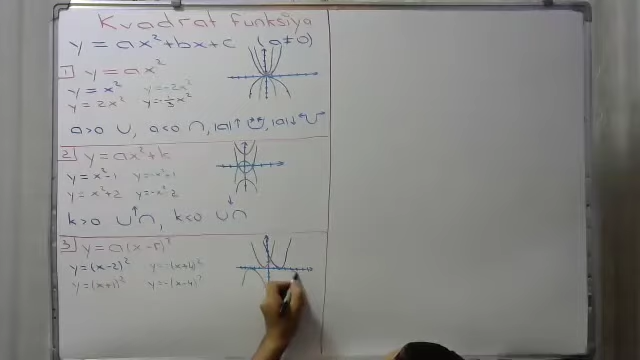 Kvadrat funksiya
y = ax²+bx+c (a≠0)
1 y = ax²
y = x² y=-2x²
y = 2x² y=-½x²
a>0 ∪, a<0 ∩, |a|↑ ∪, |a|↓ ∪
2 y = ax²+k
y = x²-1 y=-x²+1
y = x²+2 y=-x²-2
k>0 ∪↑∩, k<0 ↓∪∩
3 y = a(x-r)²
y = (x-2)² y=-(x+4)²
y = (x+1)² y=-(x-4)²